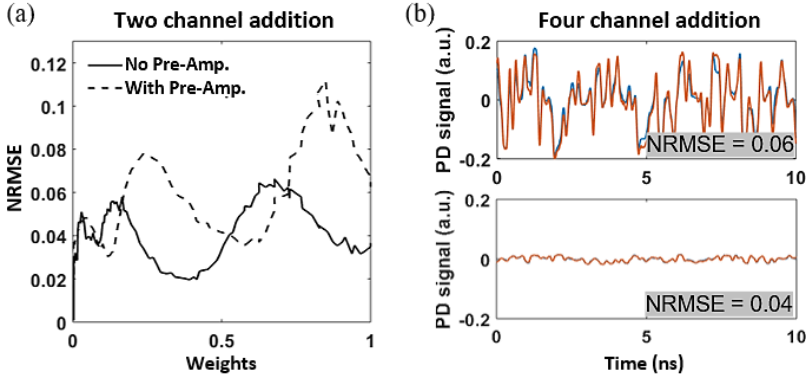 (a)
Two channel addition
NRMSE
0.12
0.1
0.08
0.06
0.04
0.02
0
No Pre-Amp.
With Pre-Amp.
0
0.5
1
Weights
(b)
Four channel addition
PD signal (a.u.)
0.2
0
-0.2
NRMSE = 0.06
0
5
10
PD signal (a.u.)
0.2
0
-0.2
NRMSE = 0.04
0
5
10
Time (ns)